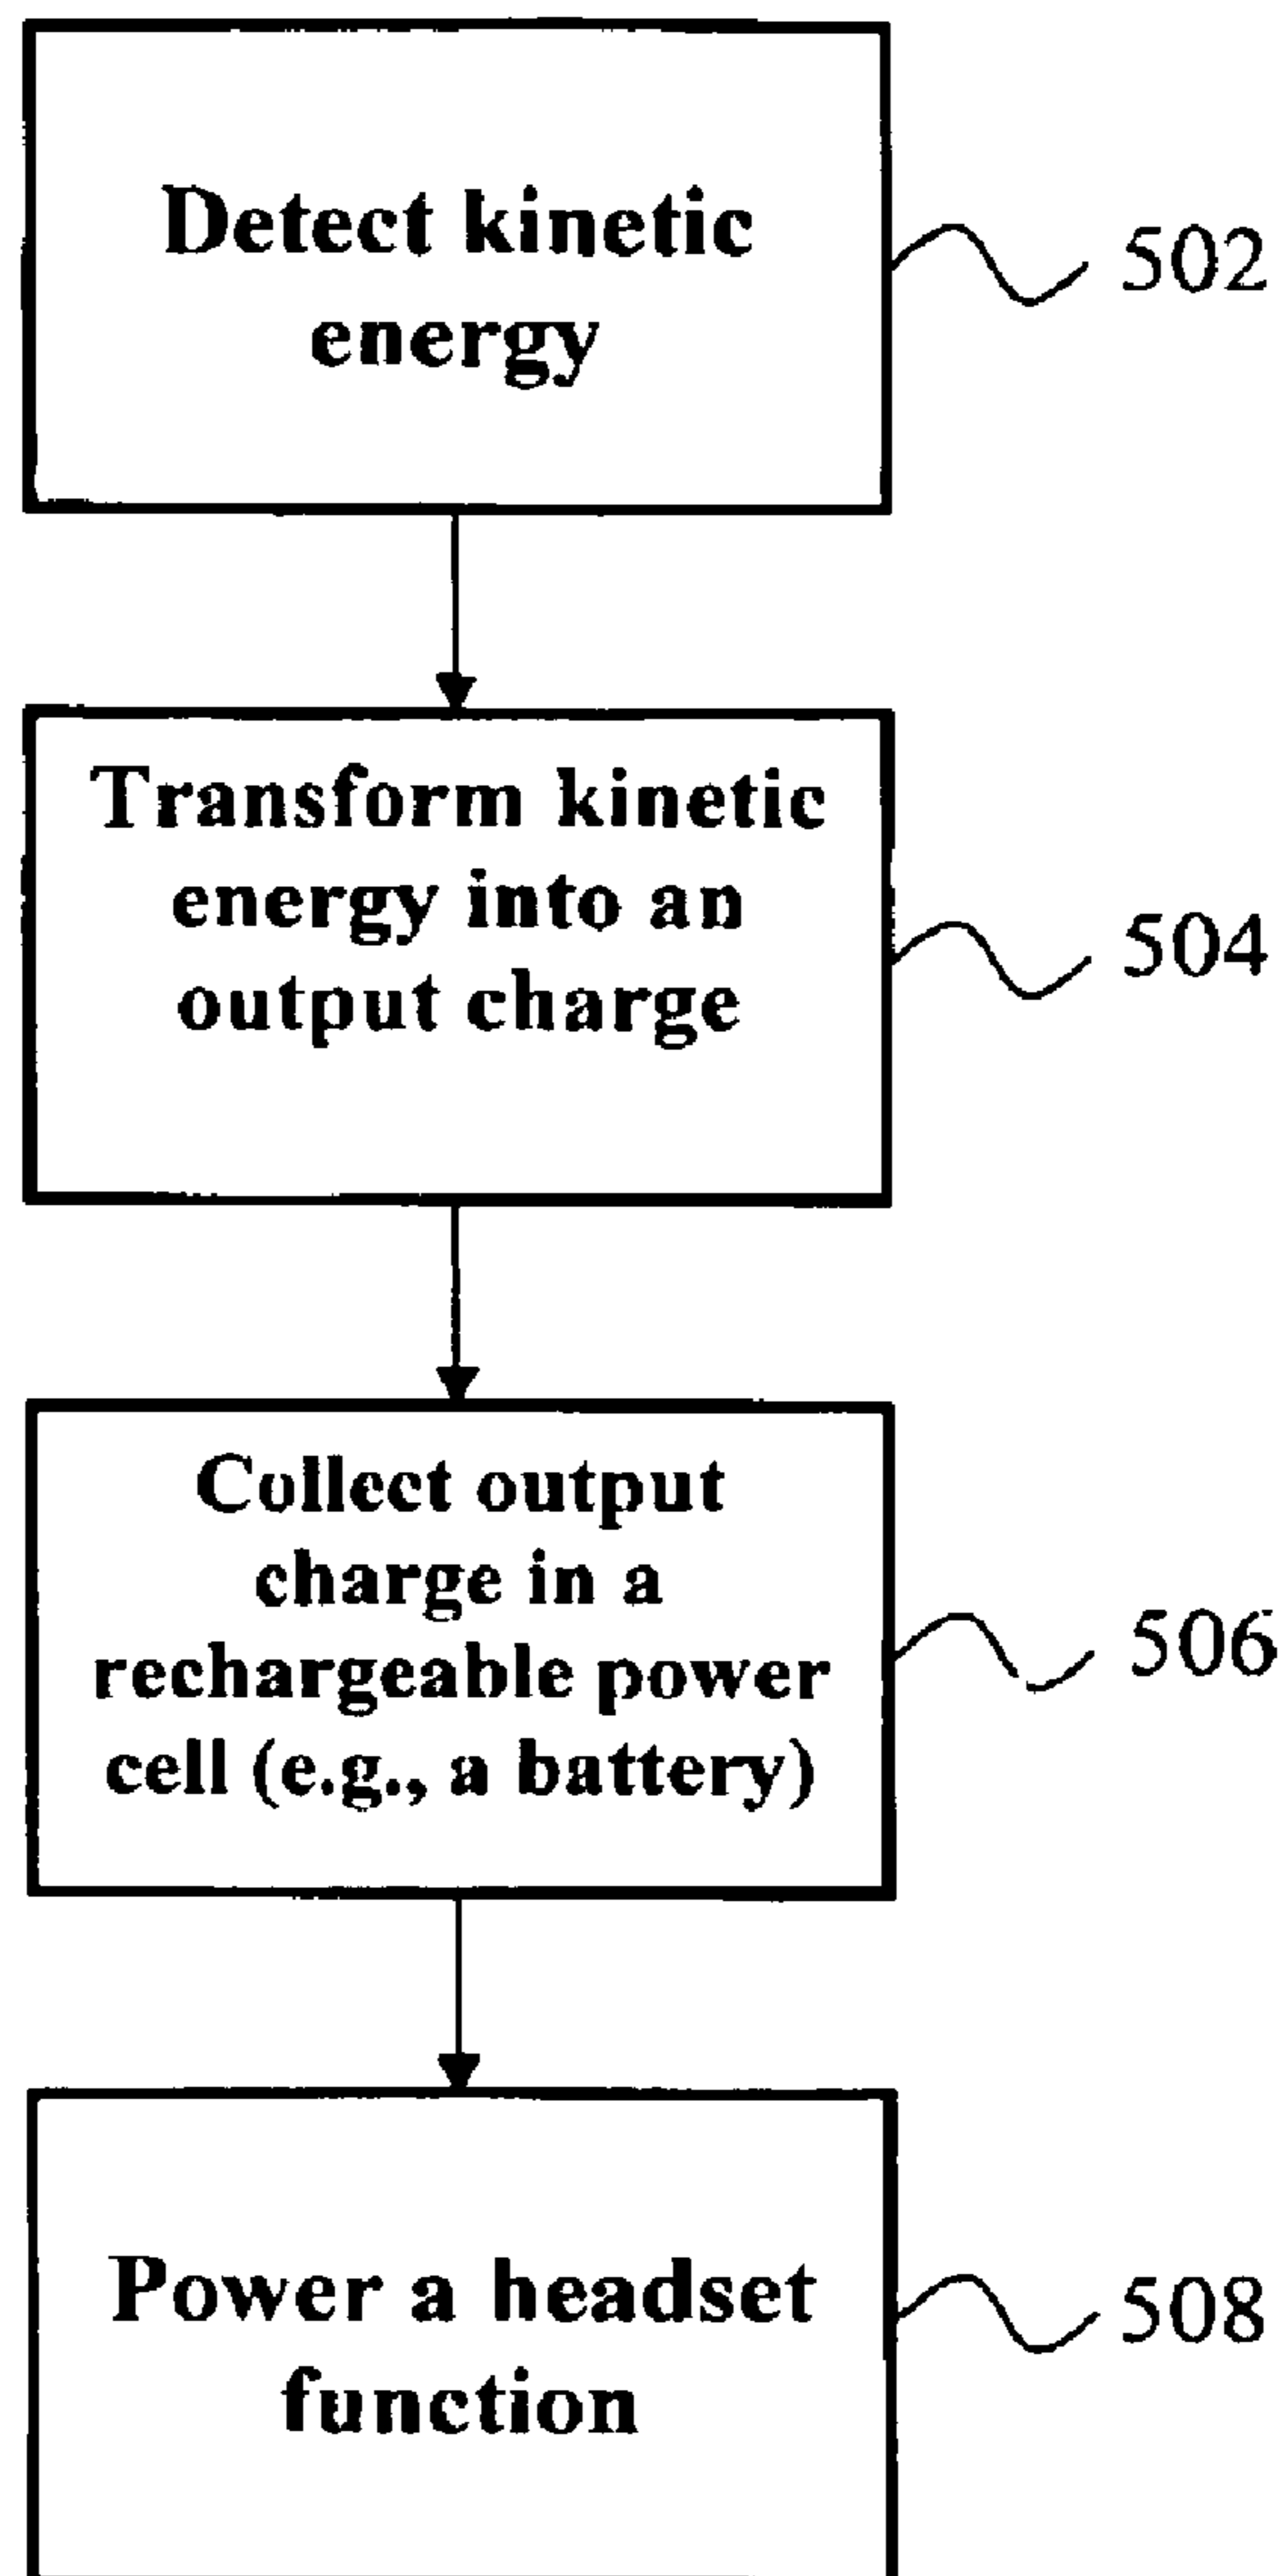 Detect kinetic
energy
502
Transform kinetic
energy into an
output charge
504
Collect output
charge in a
rechargeable power
cell (e.g., a battery)
506
Power a headset
function
508